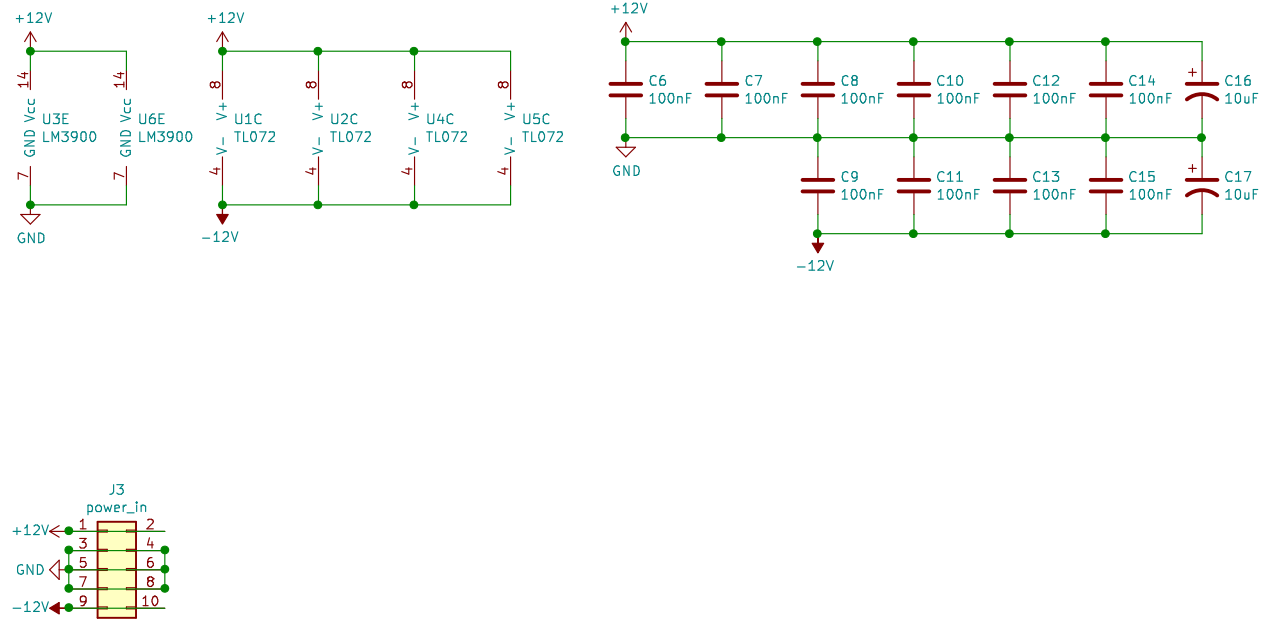 +12V
14
Vcc
GND
7
U3E
LM3900
14
Vcc
GND
7
U6E
LM3900
GND
+12V
8
V+
V-
4
U1C
TL072
8
V+
V-
4
U2C
TL072
8
V+
V-
4
U4C
TL072
8
V+
V-
4
U5C
TL072
-12V
+12V
C6
100nF
C7
100nF
C8
100nF
C10
100nF
C12
100nF
C14
100nF
+
C16
10uF
GND
C9
100nF
C11
100nF
C13
100nF
C15
100nF
+
C17
10uF
-12V
J3
power_in
+12V 1 2
3 4
GND 5 6
7 8
-12V 9 10